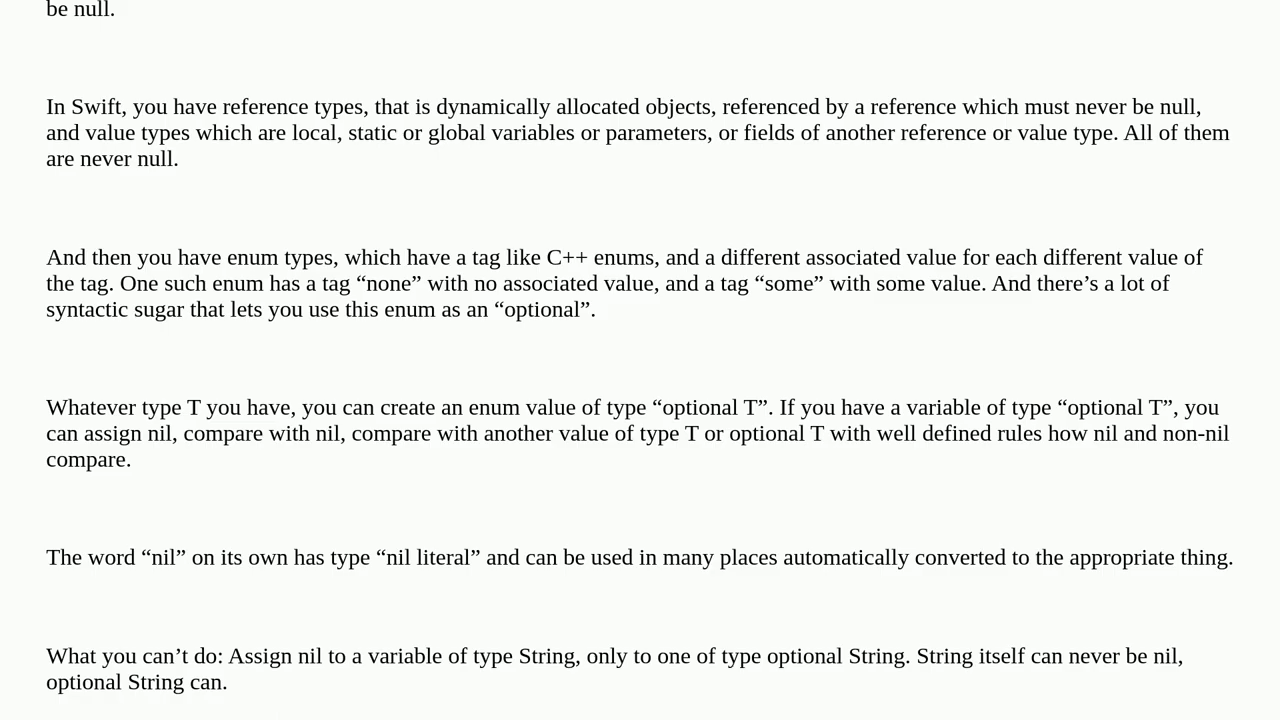 be null.
In Swift, you have reference types, that is dynamically allocated objects, referenced by a reference which must never be null,
and value types which are local, static or global variables or parameters, or fields of another reference or value type. All of them
are never null.
And then you have enum types, which have a tag like C++ enums, and a different associated value for each different value of
the tag. One such enum has a tag “none” with no associated value, and a tag “some” with some value. And there’s a lot of
syntactic sugar that lets you use this enum as an “optional”.
Whatever type T you have, you can create an enum value of type “optional T”. If you have a variable of type “optional T”, you
can assign nil, compare with nil, compare with another value of type T or optional T with well defined rules how nil and non-nil
compare.
The word “nil” on its own has type “nil literal” and can be used in many places automatically converted to the appropriate thing.
What you can’t do: Assign nil to a variable of type String, only to one of type optional String. String itself can never be nil,
optional String can.